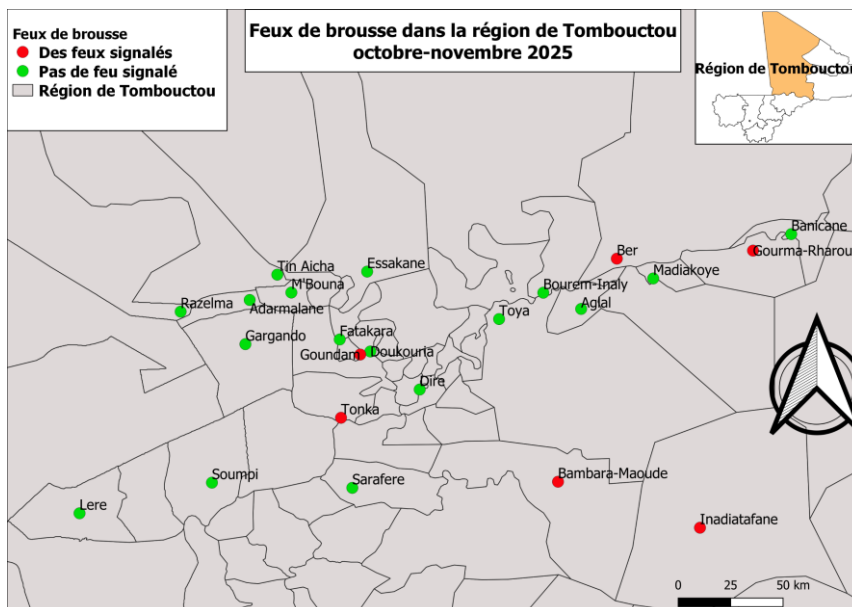 Feux de brousse dans la région de Tombouctou
octobre-novembre 2025
Feux de brousse
Des feux signalés
Pas de feu signalé
Région de Tombouctou
Région de Tombouctou
Banicane
Ber
Gourma-Rharou
Essakane
Tin Aicha
Madiakoye
M'Bouna
Bourem-Inaly
Razelma
Adarmalane
Aglal
Toya
Gargando
Fatakara
Goundam
Doukouria
Dire
Tonka
Soumpi
Sarafere
Bambara-Maoude
Lere
Inadiatafane
0 25 50 km